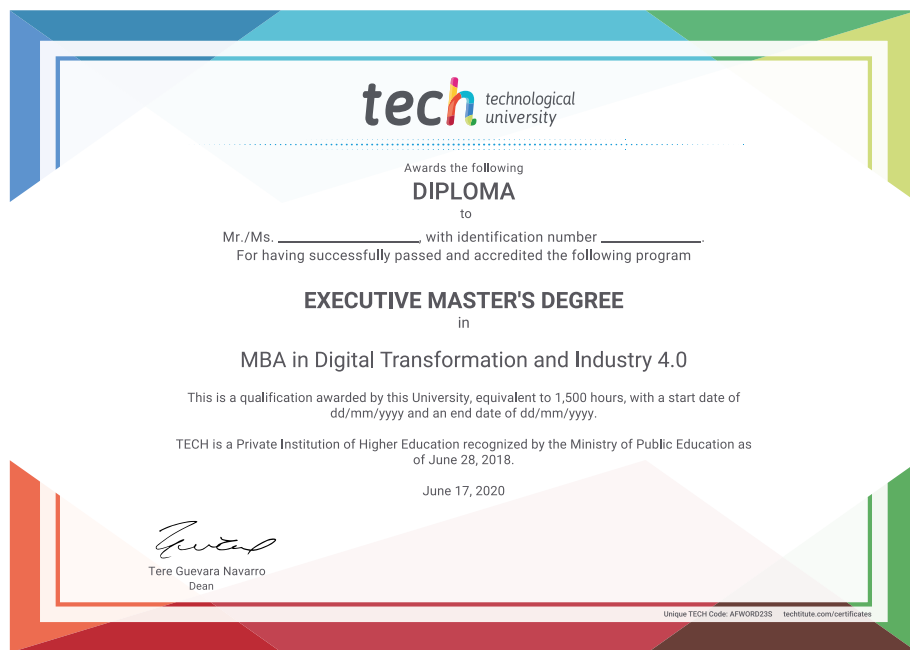 tech technological
university
Awards the following
DIPLOMA
to
Mr./Ms. ____________________, with identification number ______________.
For having successfully passed and accredited the following program
EXECUTIVE MASTER'S DEGREE
in
MBA in Digital Transformation and Industry 4.0
This is a qualification awarded by this University, equivalent to 1,500 hours, with a start date of
dd/mm/yyyy and an end date of dd/mm/yyyy.
TECH is a Private Institution of Higher Education recognized by the Ministry of Public Education as
of June 28, 2018.
June 17, 2020
Tere Guevara Navarro
Dean
Unique TECH Code: AFWORD23S techtitute.com/certificates